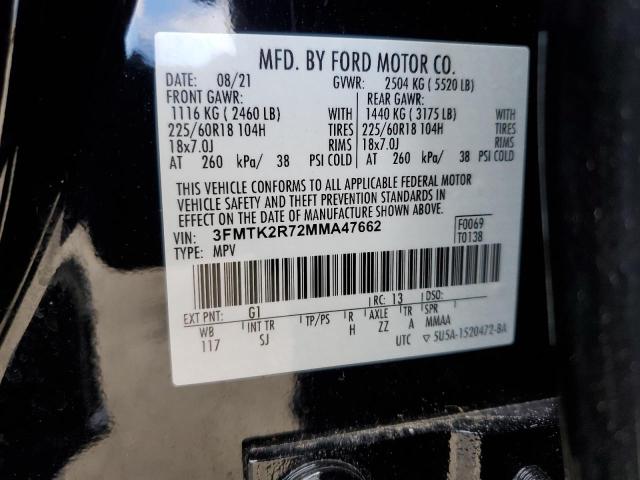 MFD. BY FORD MOTOR CO.
DATE: 08/21 GVWR: 2504 KG ( 5520 LB)
FRONT GAWR: REAR GAWR:
1116 KG ( 2460 LB) WITH 1440 KG ( 3175 LB) WITH
225/60R18 104H TIRES 225/60R18 104H TIRES
18x7.0J RIMS 18x7.0J RIMS
AT 260 kPa/ 38 PSI COLD AT 260 kPa/ 38 PSI COLD
THIS VEHICLE CONFORMS TO ALL APPLICABLE FEDERAL MOTOR
VEHICLE SAFETY AND THEFT PREVENTION STANDARDS IN
EFFECT ON THE DATE OF MANUFACTURE SHOWN ABOVE.
VIN: 3FMTK2R72MMA47662 F0069
TYPE: MPV T0138
EXT PNT: G1 RC: 13 DSO:
WB INT TR TP/PS R AXLE TR SPR
117 SJ H ZZ A MMAA
UTC ▽ 5U5A-1520472-BA